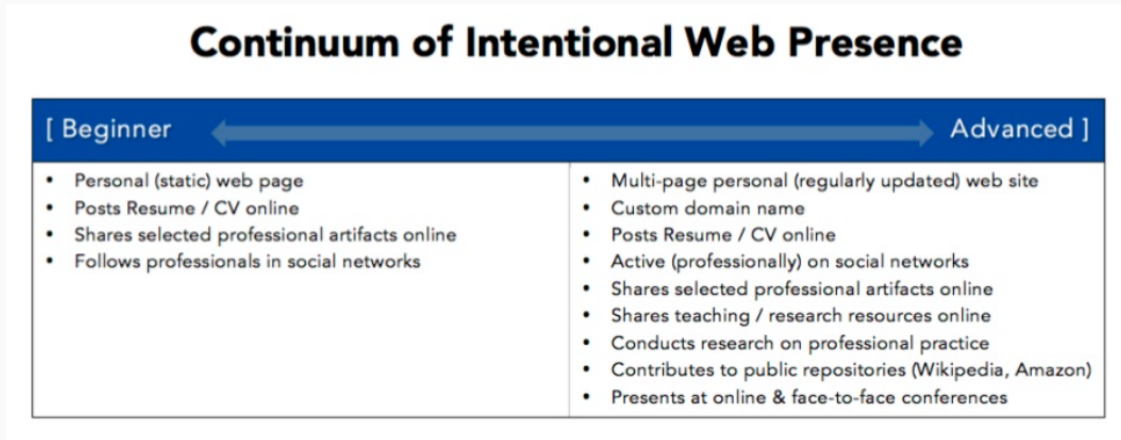 Continuum of Intentional Web Presence
[ Beginner
Advanced ]
• Personal (static) web page
• Posts Resume / CV online
• Shares selected professional artifacts online
• Follows professionals in social networks
• Multi-page personal (regularly updated) web site
• Custom domain name
• Posts Resume / CV online
• Active (professionally) on social networks
• Shares selected professional artifacts online
• Shares teaching / research resources online
• Conducts research on professional practice
• Contributes to public repositories (Wikipedia, Amazon)
• Presents at online & face-to-face conferences